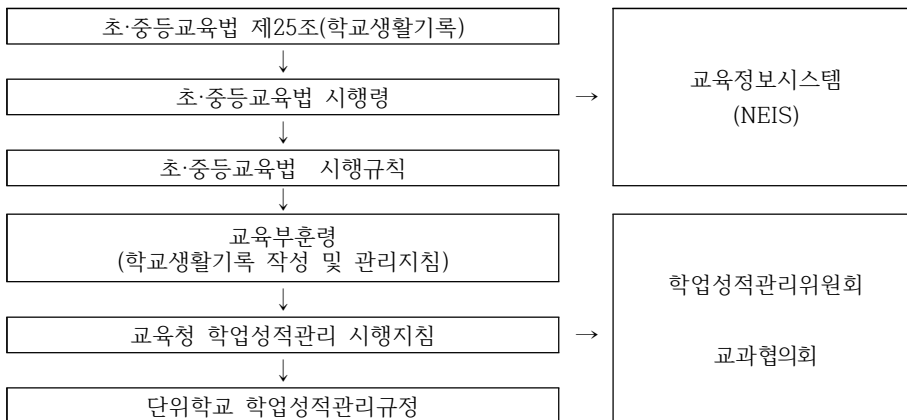 초·중등교육법 제25조(학교생활기록)
↓
초·중등교육법 시행령
→
교육정보시스템
(NEIS)
↓
초·중등교육법 시행규칙
↓
교육부훈령
(학교생활기록 작성 및 관리지침)
↓
교육청 학업성적관리 시행지침
→
학업성적관리위원회
교과협의회
↓
단위학교 학업성적관리규정